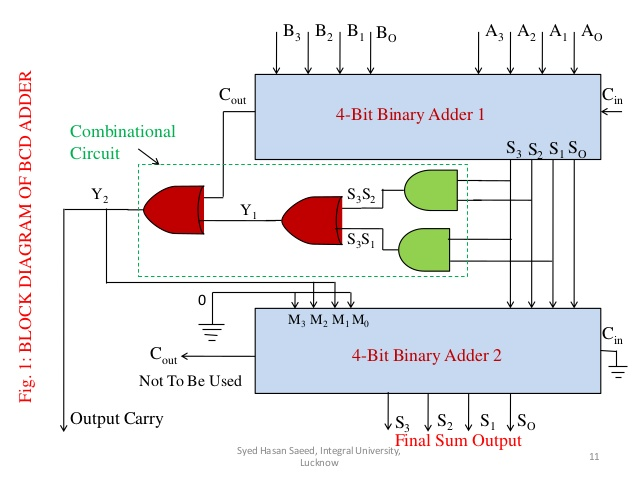 Fig. 1: BLOCK DIAGRAM OF BCD ADDER
B3 B2 B1 BO
A3 A2 A1 AO
Cout
4-Bit Binary Adder 1
Cin
Combinational
Circuit
S3 S2 S1 SO
Y2
Y1
S3S2
S3S1
0
M3 M2 M1 M0
Cin
4-Bit Binary Adder 2
Cout
Not To Be Used
Output Carry
S3 S2 S1 SO
Final Sum Output
Syed Hasan Saeed, Integral University,
Lucknow
11